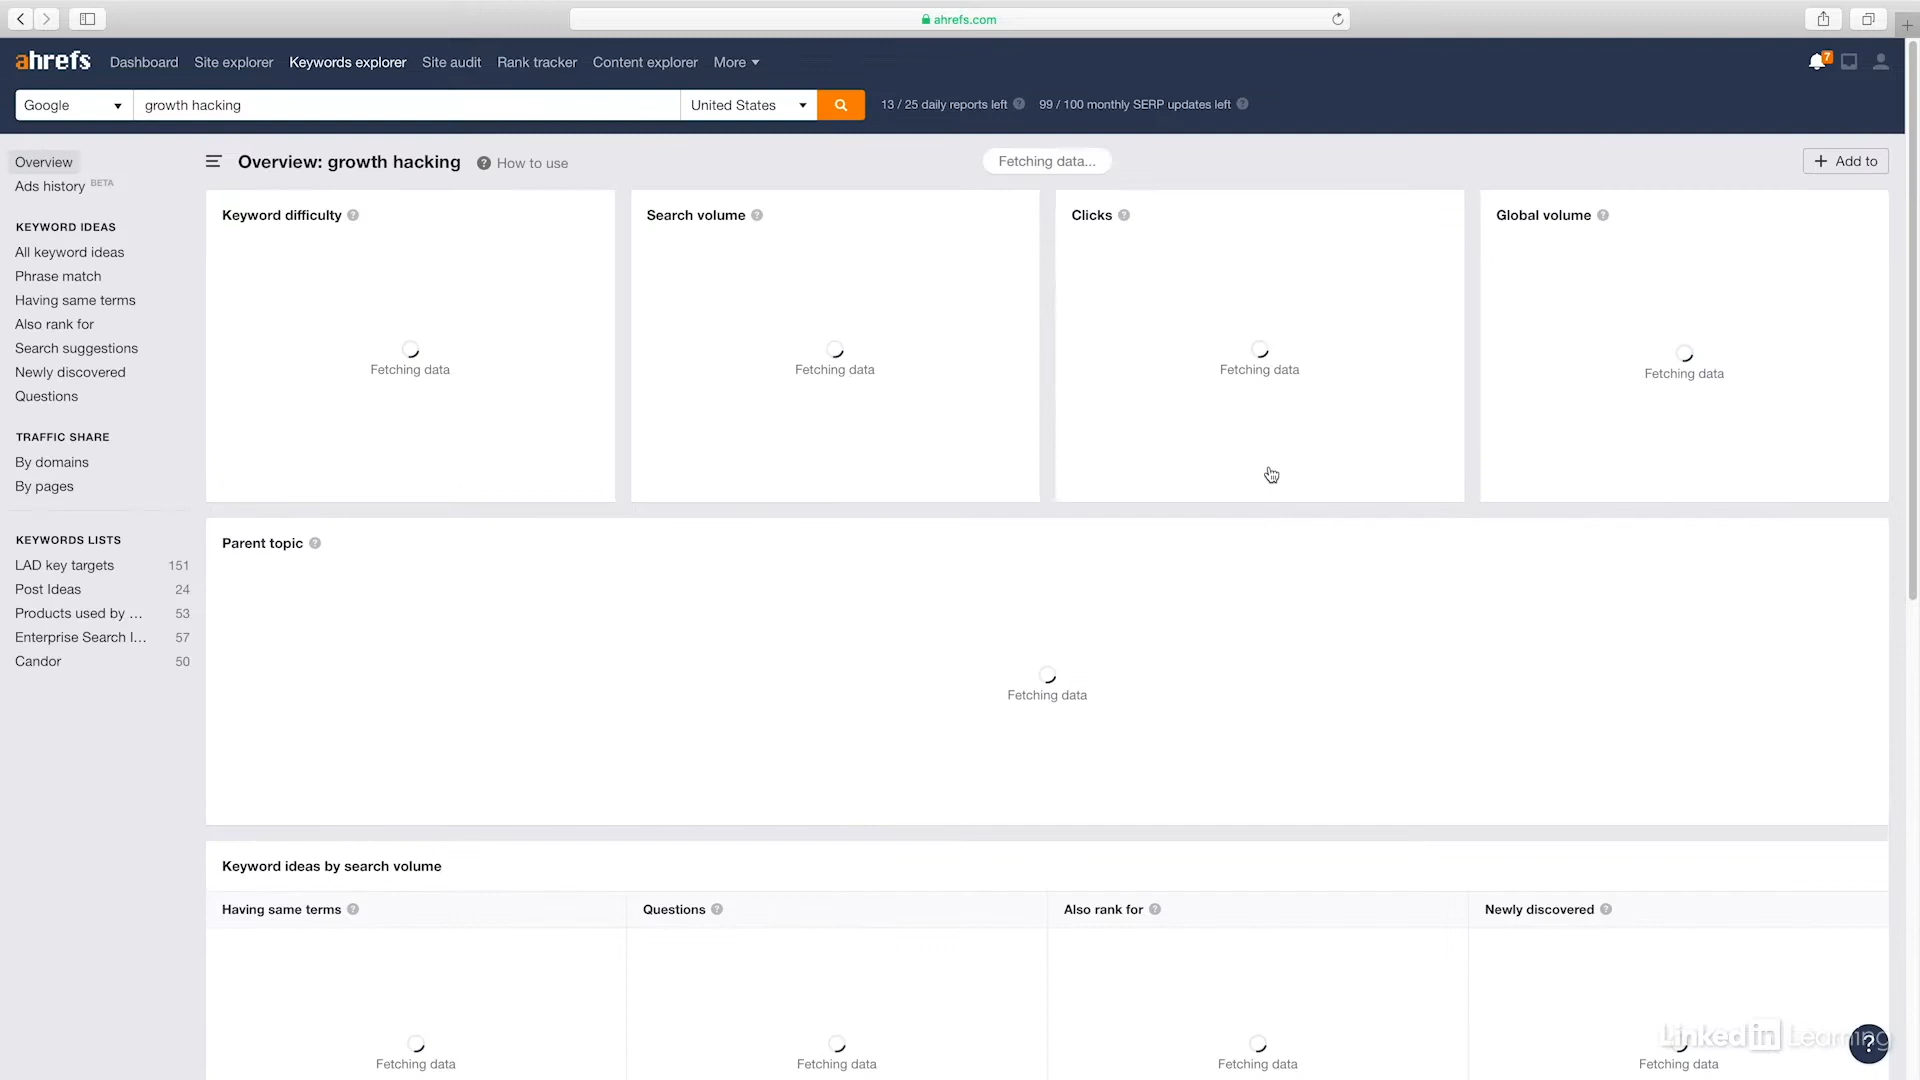 ahrefs.com
ahrefs Dashboard Site explorer Keywords explorer Site audit Rank tracker Content explorer More 7
Google growth hacking United States 13 / 25 daily reports left ? 99 / 100 monthly SERP updates left ?
Overview
Ads history BETA
KEYWORD IDEAS
All keyword ideas
Phrase match
Having same terms
Also rank for
Search suggestions
Newly discovered
Questions
TRAFFIC SHARE
By domains
By pages
KEYWORDS LISTS
LAD key targets 151
Post Ideas 24
Products used by ... 53
Enterprise Search I... 57
Candor 50
Overview: growth hacking ? How to use Fetching data... + Add to
Keyword difficulty ? Search volume ? Clicks ? Global volume ?
Fetching data Fetching data Fetching data Fetching data
Parent topic ?
Fetching data
Keyword ideas by search volume
Having same terms ? Questions ? Also rank for ? Newly discovered ?
Fetching data Fetching data Fetching data Fetching data
Linked in Learning ?